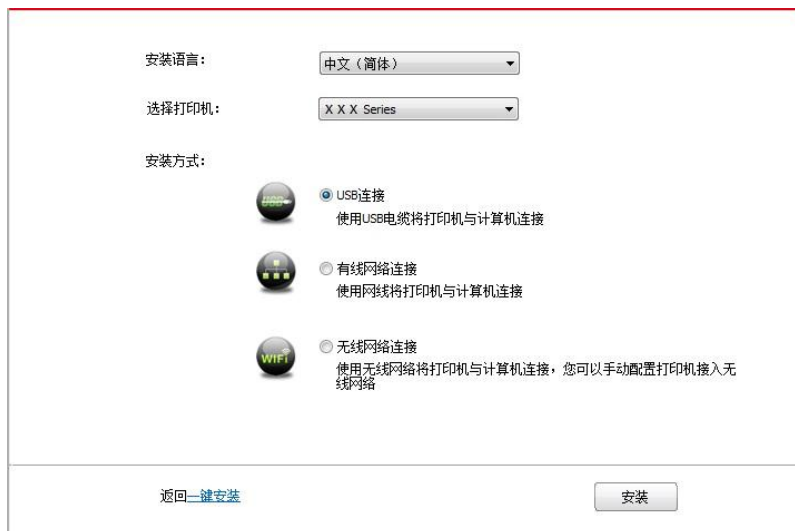 安装语言：
中文（简体）
选择打印机：
X X X Series
安装方式：
USB
USB连接
使用USB电缆将打印机与计算机连接
有线网络连接
使用网线将打印机与计算机连接
WiFi
无线网络连接
使用无线网络将打印机与计算机连接，您可以手动配置打印机接入无
线网络
返回一键安装
安装